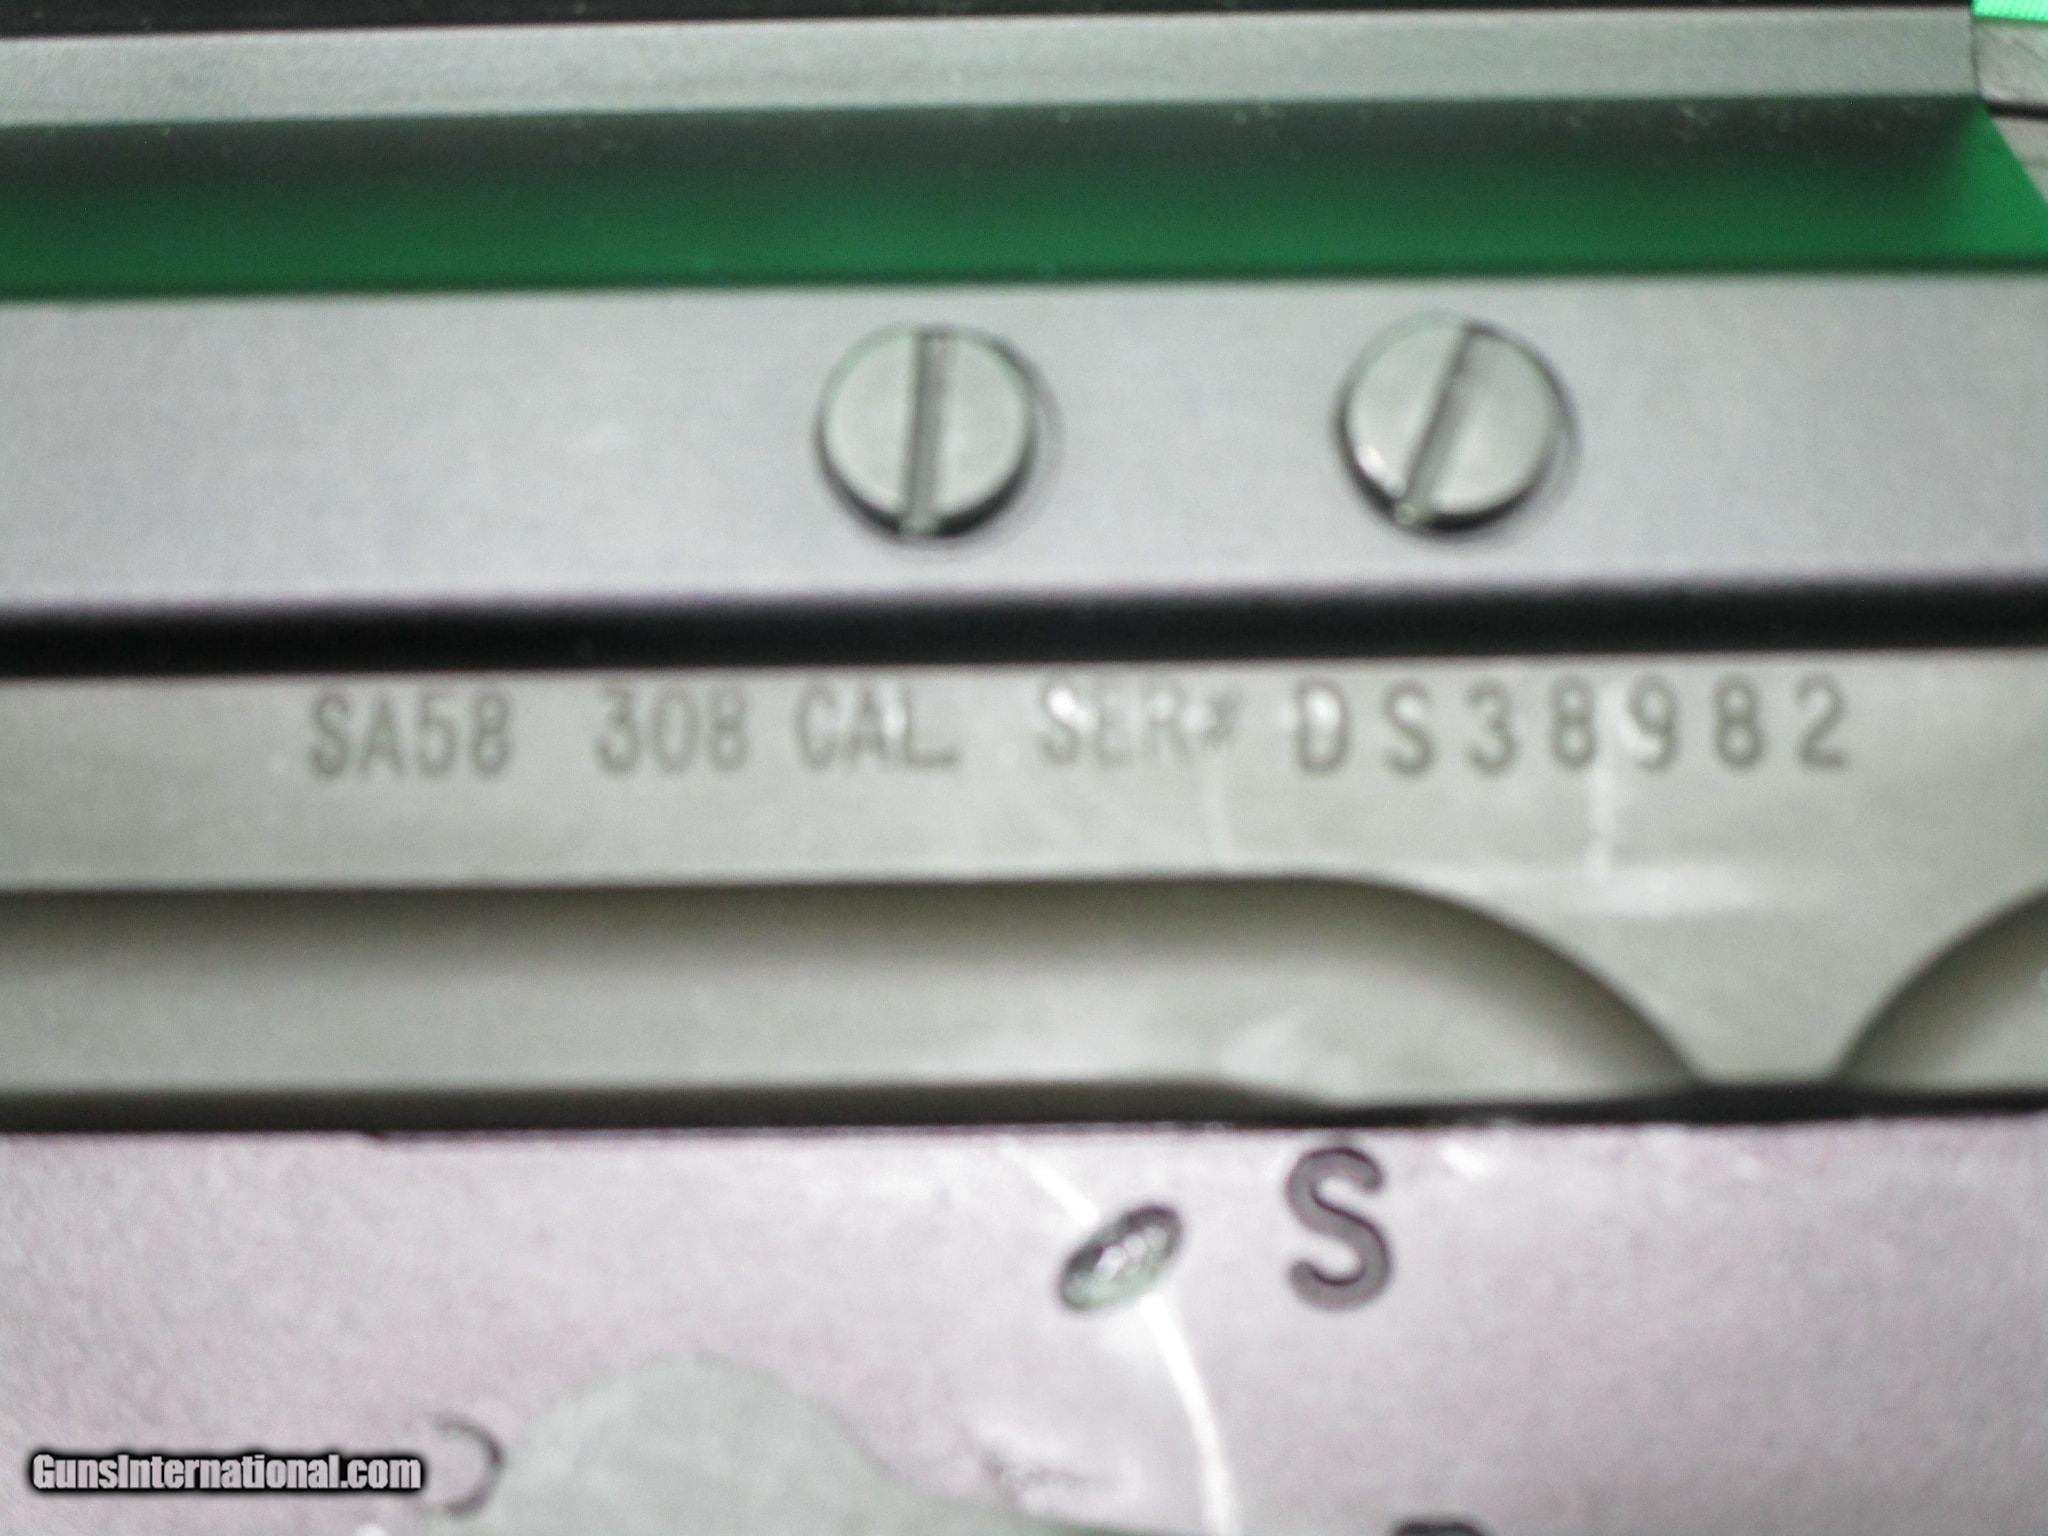 SA58 308 CAL. SER# DS38982
S
GunsInternational.com